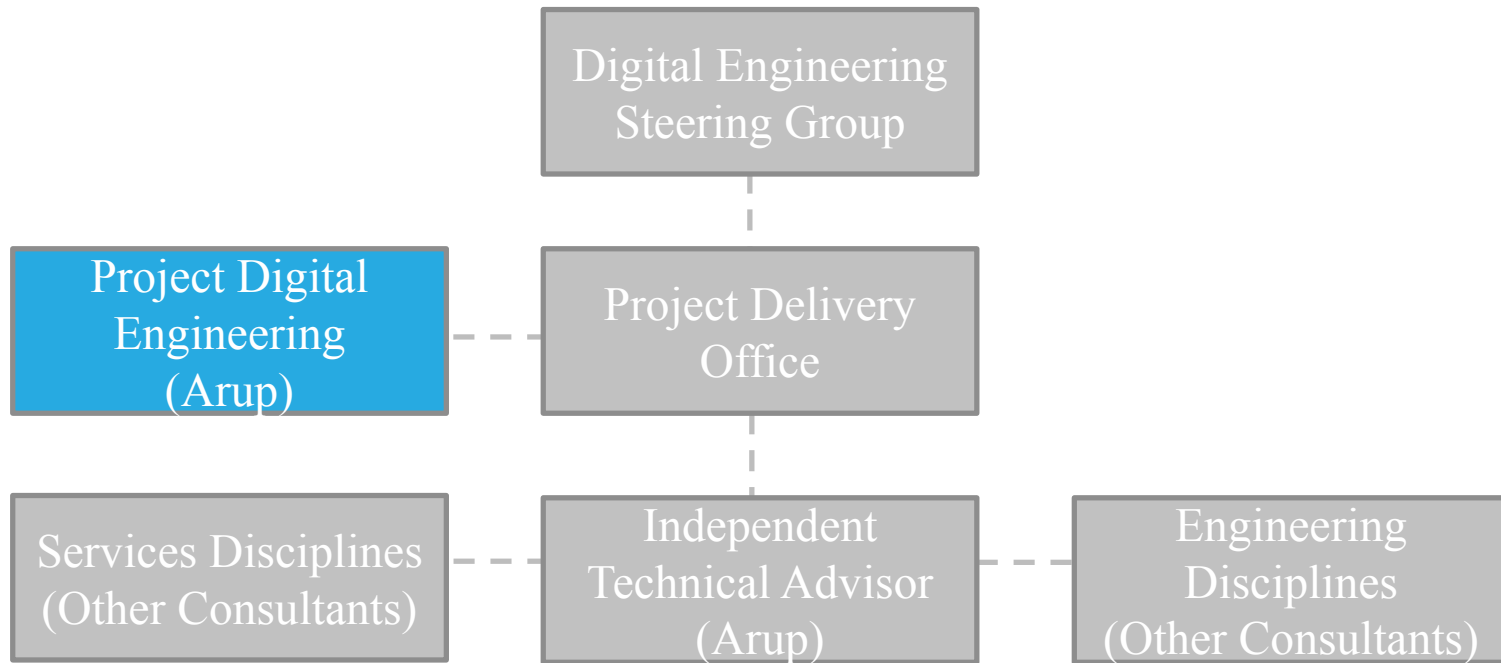 Digital Engineering
Steering Group
Project Digital
Engineering
(Arup)
Project Delivery
Office
Services Disciplines
(Other Consultants)
Independent
Technical Advisor
(Arup)
Engineering
Disciplines
(Other Consultants)